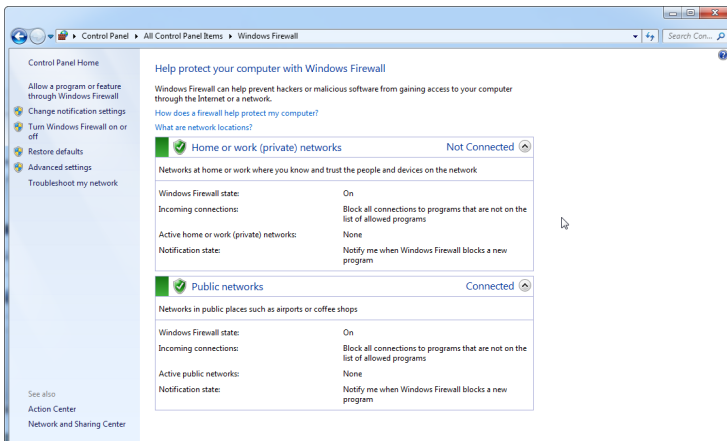 Control Panel ▸ All Control Panel Items ▸ Windows Firewall
Search Con...
Control Panel Home
Allow a program or feature
through Windows Firewall
Change notification settings
Turn Windows Firewall on or
off
Restore defaults
Advanced settings
Troubleshoot my network
See also
Action Center
Network and Sharing Center
Help protect your computer with Windows Firewall
Windows Firewall can help prevent hackers or malicious software from gaining access to your computer
through the Internet or a network.
How does a firewall help protect my computer?
What are network locations?
Home or work (private) networks Not Connected
Networks at home or work where you know and trust the people and devices on the network
Windows Firewall state: On
Incoming connections: Block all connections to programs that are not on the
list of allowed programs
Active home or work (private) networks: None
Notification state: Notify me when Windows Firewall blocks a new
program
Public networks Connected
Networks in public places such as airports or coffee shops
Windows Firewall state: On
Incoming connections: Block all connections to programs that are not on the
list of allowed programs
Active public networks: None
Notification state: Notify me when Windows Firewall blocks a new
program